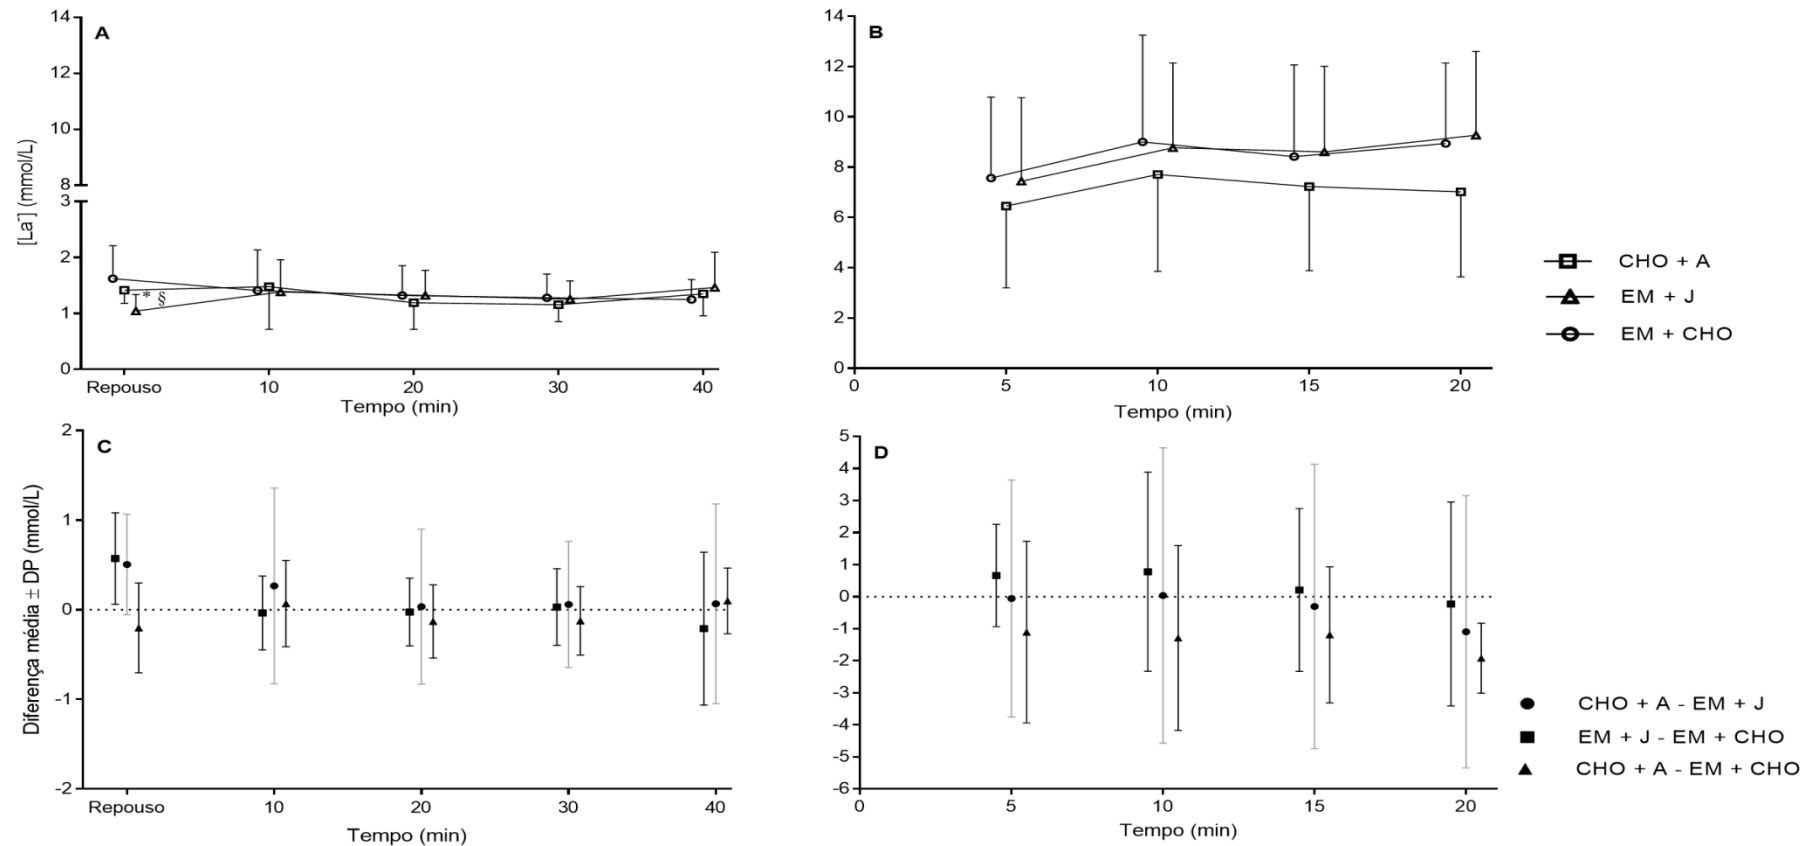 A
14
12
10
8
3
2
1
0
[La-] (mmol/L)
* §
Repouso 10 20 30 40
Tempo (min)
B
14
12
10
8
6
4
2
0
0 5 10 15 20
Tempo (min)
CHO + A
EM + J
EM + CHO
C
2
1
0
-1
-2
Diferença média ± DP (mmol/L)
Repouso 10 20 30 40
Tempo (min)
D
5
4
3
2
1
0
-1
-2
-3
-4
-5
-6
0 5 10 15 20
Tempo (min)
CHO + A - EM + J
EM + J - EM + CHO
CHO + A - EM + CHO